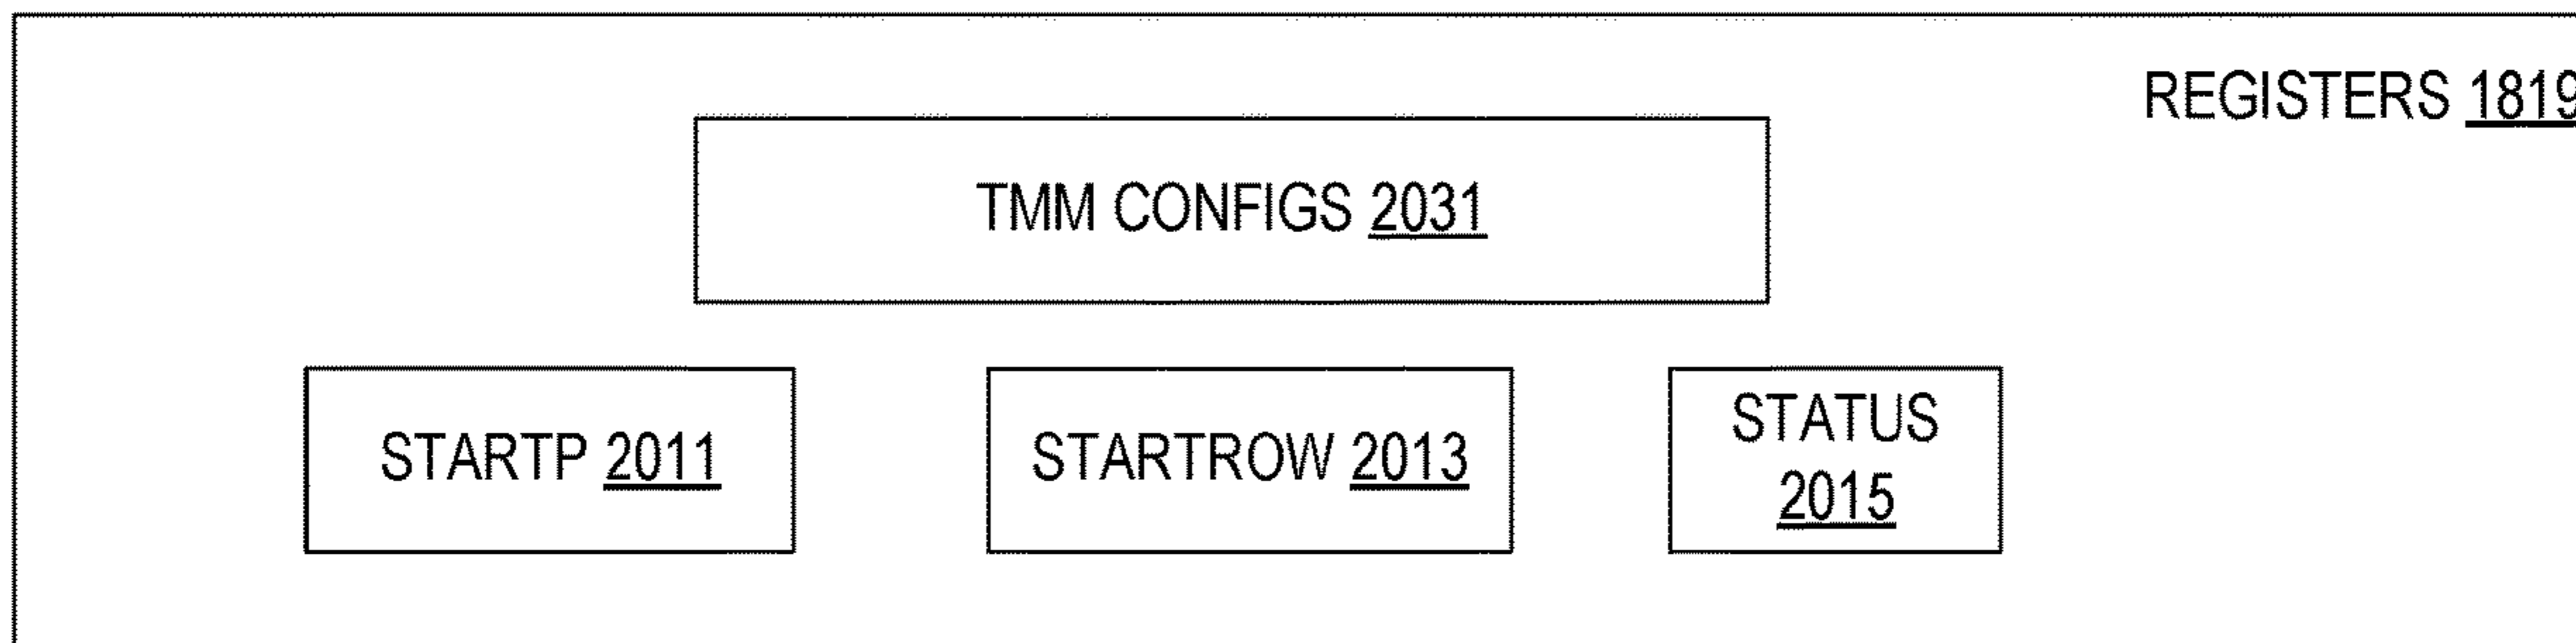 REGISTERS 1819
TMM CONFIGS 2031
STARTP 2011
STARTROW 2013
STATUS
2015